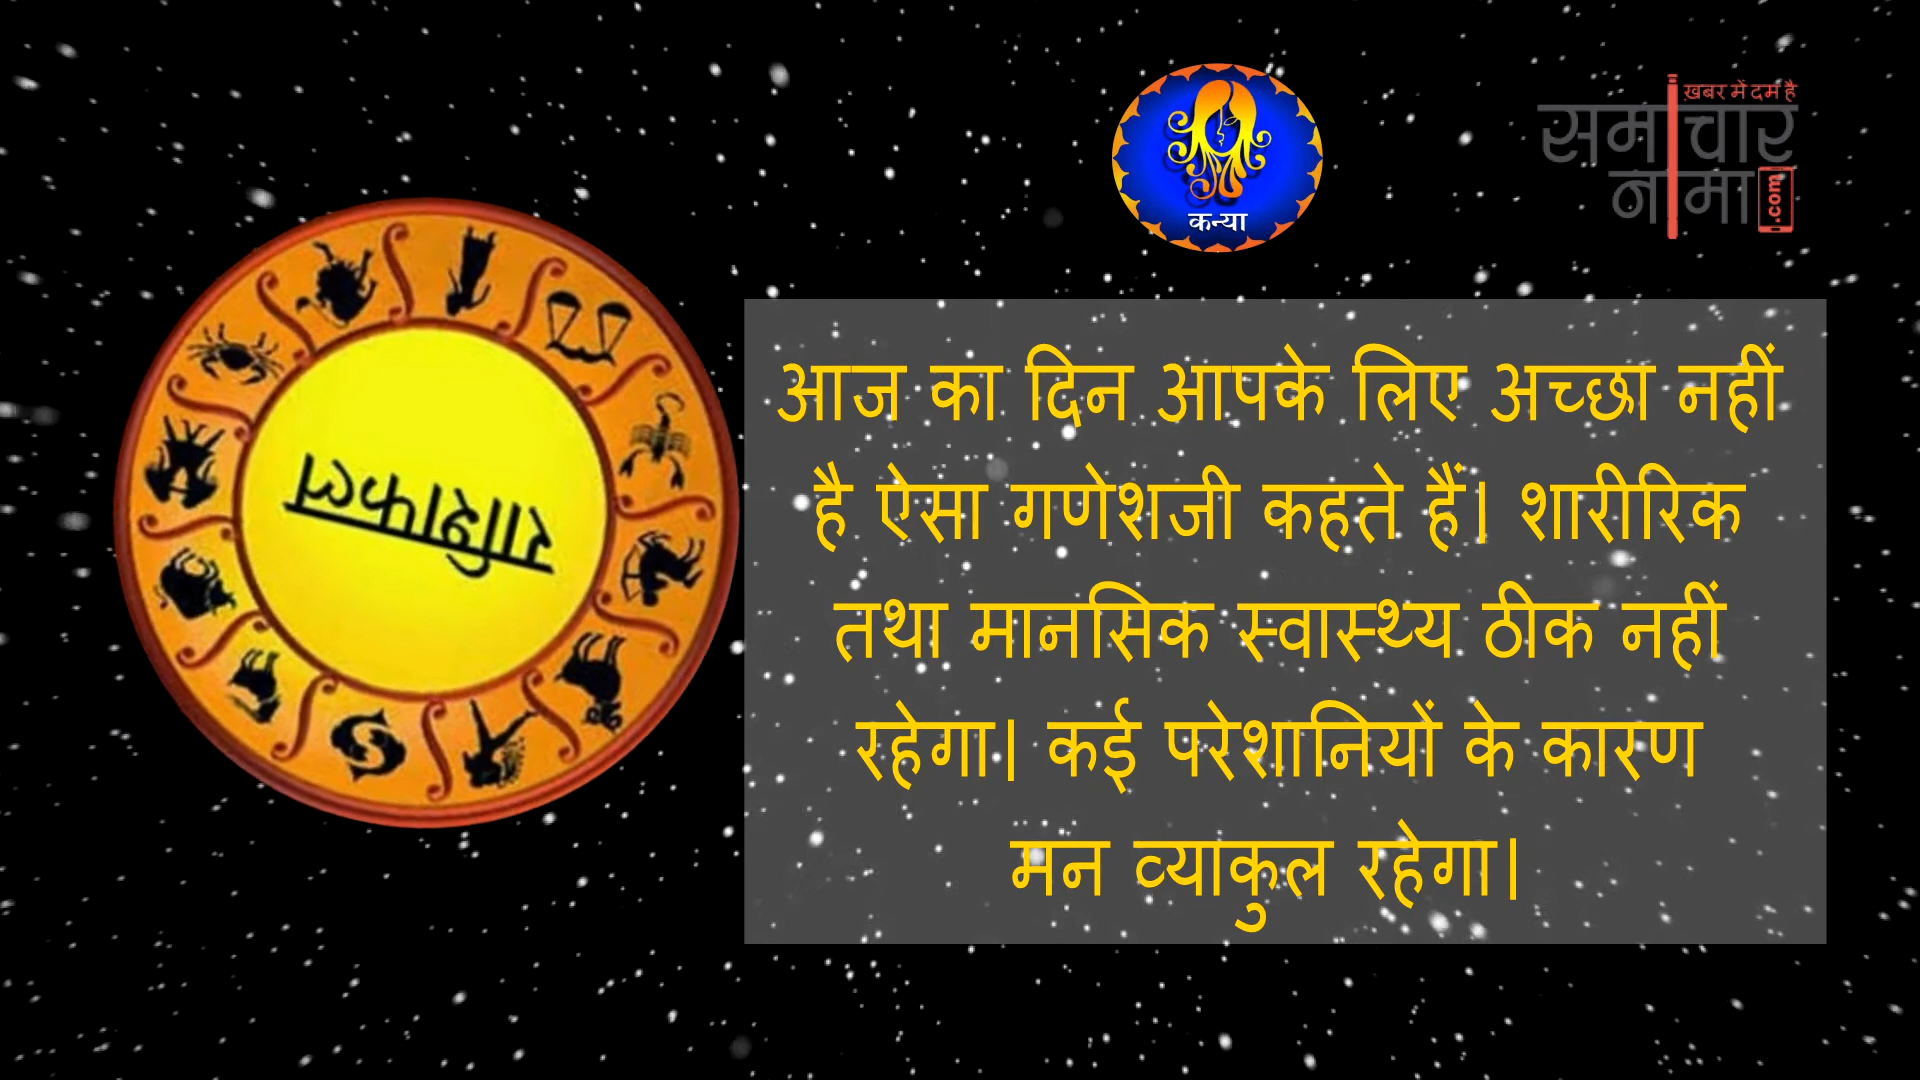 ख़बर में दम है
समाचार
नामा
.com
कन्या
राशिफल
आज का दिन आपके लिए अच्छा नहीं
है ऐसा गणेशजी कहते हैं। शारीरिक
तथा मानसिक स्वास्थ्य ठीक नहीं
रहेगा। कई परेशानियों के कारण
मन व्याकुल रहेगा।